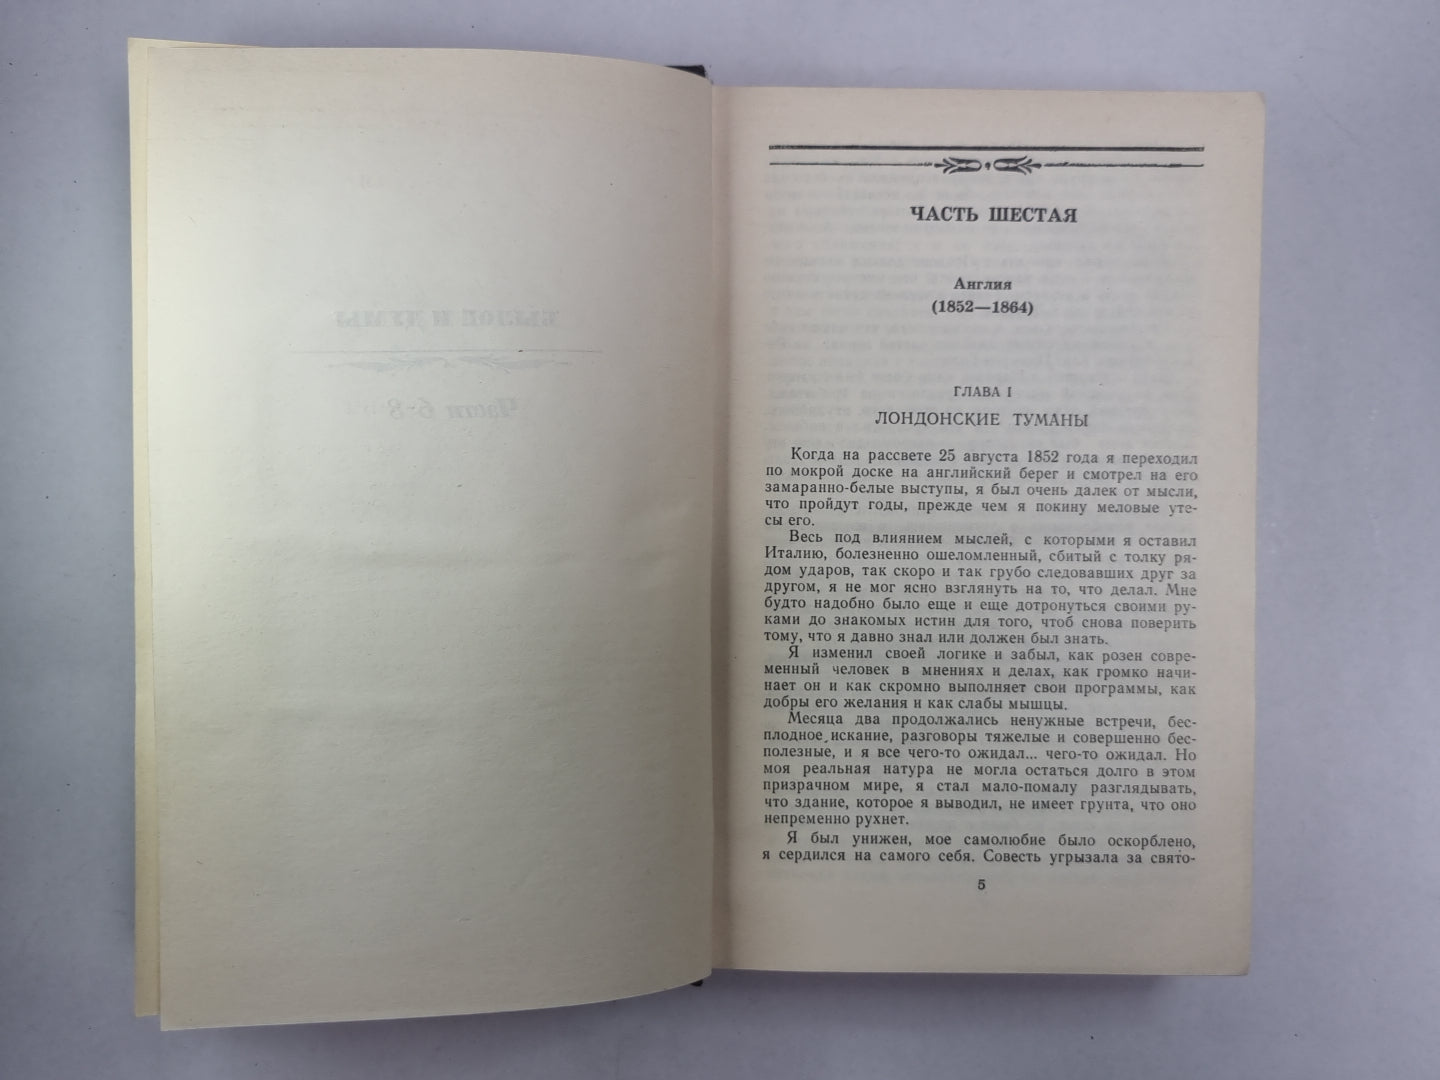 БЫЛОЕ И ДУМЫ
Части 6-8
ЧАСТЬ ШЕСТАЯ
Англия
(1852—1864)
ГЛАВА I
ЛОНДОНСКИЕ ТУМАНЫ
Когда на рассвете 25 августа 1852 года я переходил
по мокрой доске на английский берег и смотрел на его
замаранно-белые выступы, я был очень далек от мысли,
что пройдут годы, прежде чем я покину меловые уте-
сы его.
Весь под влиянием мыслей, с которыми я оставил
Италию, болезненно ошеломленный, сбитый с толку ря-
дом ударов, так скоро и так грубо следовавших друг за
другом, я не мог ясно взглянуть на то, что делал. Мне
будто надобно было еще и еще дотронуться своими ру-
ками до знакомых истин для того, чтоб снова поверить
тому, что я давно знал или должен был знать.
Я изменил своей логике и забыл, как розен совре-
менный человек в мнениях и делах, как громко начи-
нает он и как скромно выполняет свои программы, как
добры его желания и как слабы мышцы.
Месяца два продолжались ненужные встречи, бес-
плодное искание, разговоры тяжелые и совершенно бес-
полезные, и я все чего-то ожидал... чего-то ожидал. Но
моя реальная натура не могла остаться долго в этом
призрачном мире, я стал мало-помалу разглядывать,
что здание, которое я выводил, не имеет грунта, что оно
непременно рухнет.
Я был унижен, мое самолюбие было оскорблено,
я сердился на самого себя. Совесть угрызала за свято-
5